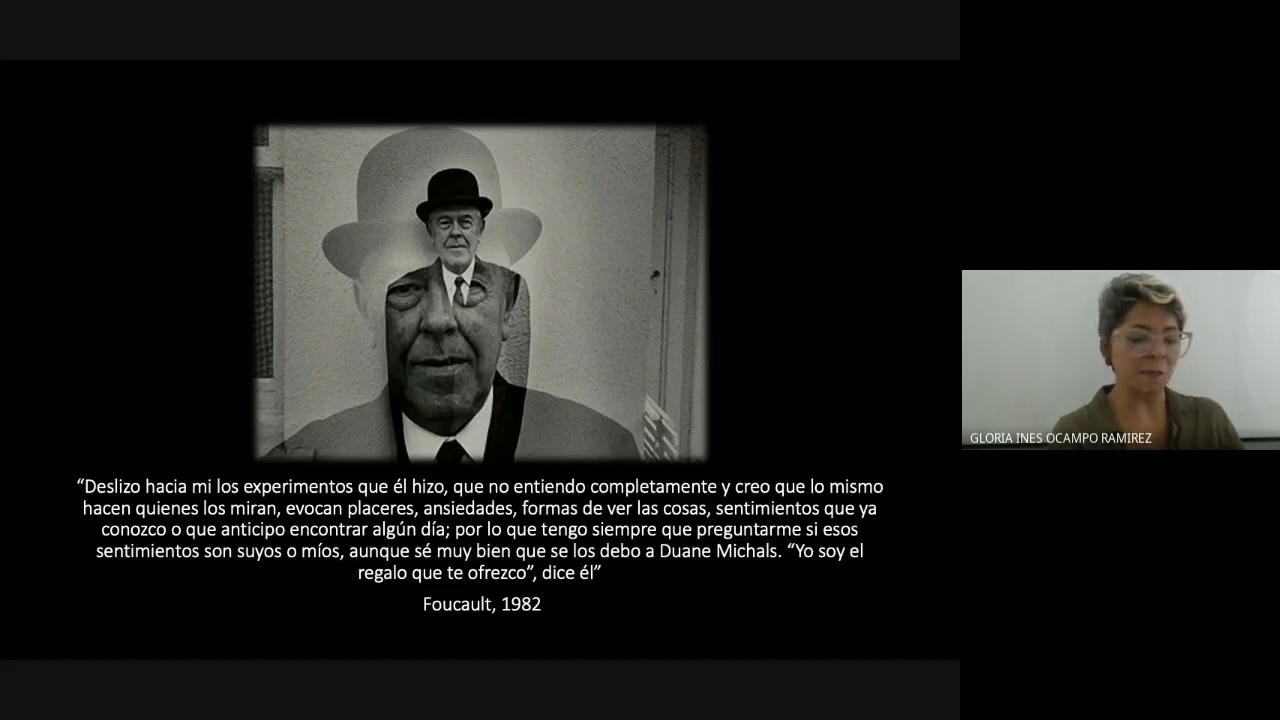 “Deslizo hacia mi los experimentos que él hizo, que no entiendo completamente y creo que lo mismo
hacen quienes los miran, evocan placeres, ansiedades, formas de ver las cosas, sentimientos que ya
conozco o que anticipo encontrar algún día; por lo que tengo siempre que preguntarme si esos
sentimientos son suyos o míos, aunque sé muy bien que se los debo a Duane Michals. “Yo soy el
regalo que te ofrezco”, dice él”
Foucault, 1982
GLORIA INES OCAMPO RAMIREZ